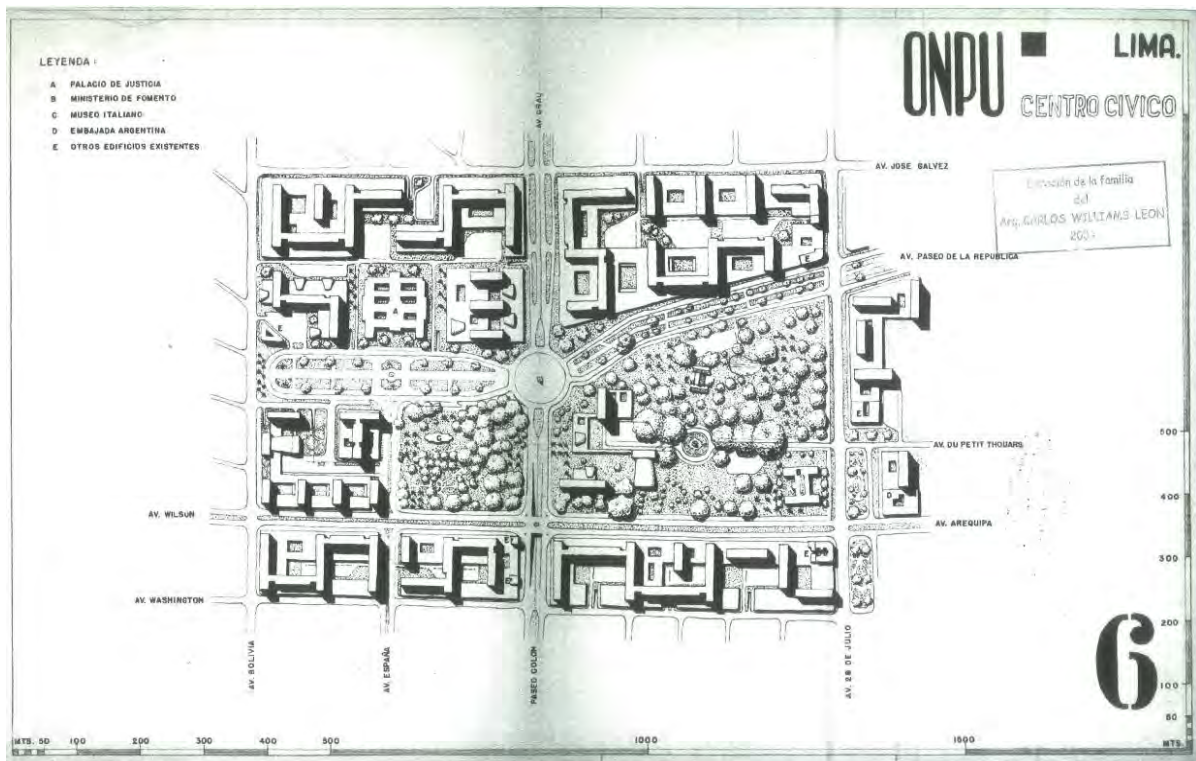 LEYENDA :
A PALACIO DE JUSTICIA
B MINISTERIO DE FOMENTO
C MUSEO ITALIANO
D EMBAJADA ARGENTINA
E OTROS EDIFICIOS EXISTENTES
ONPU LIMA.
CENTRO CIVICO
de la familia
del
Arq. CARLOS WILLIAMS LEON
AV. GRAU
AV. JOSE GALVEZ
AV. PASEO DE LA REPUBLICA
AV. DU PETIT THOUARS
AV. WILSON
AV. AREQUIPA
AV. WASHINGTON
AV. BOLIVIA
AV. ESPAÑA
PASEO COLON
AV. 28 DE JULIO
A
E
E
C
D
E
E
E
500
400
300
200
100
50
MTS.
6
MTS. 50 100 200 300 400 500 1000 1500